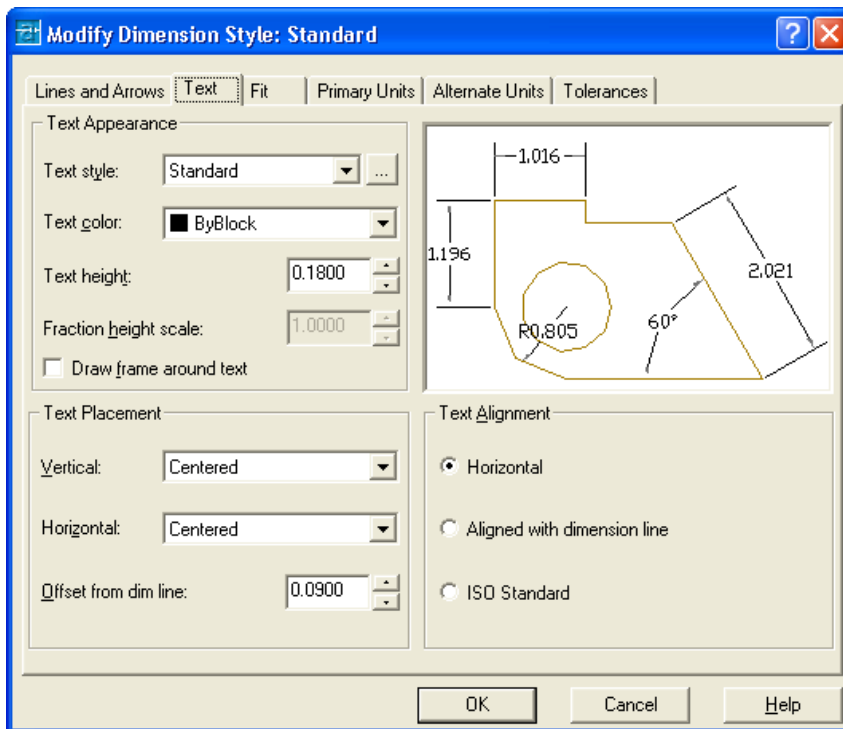 Modify Dimension Style: Standard
Lines and Arrows Text Fit Primary Units Alternate Units Tolerances
Text Appearance
Text style: Standard ...
Text color: ByBlock
Text height: 0.1800
Fraction height scale: 1.0000
Draw frame around text
1.016
1.196
2.021
R0.805
60°
Text Placement
Vertical: Centered
Horizontal: Centered
Offset from dim line: 0.0900
Text Alignment
Horizontal
Aligned with dimension line
ISO Standard
OK Cancel Help